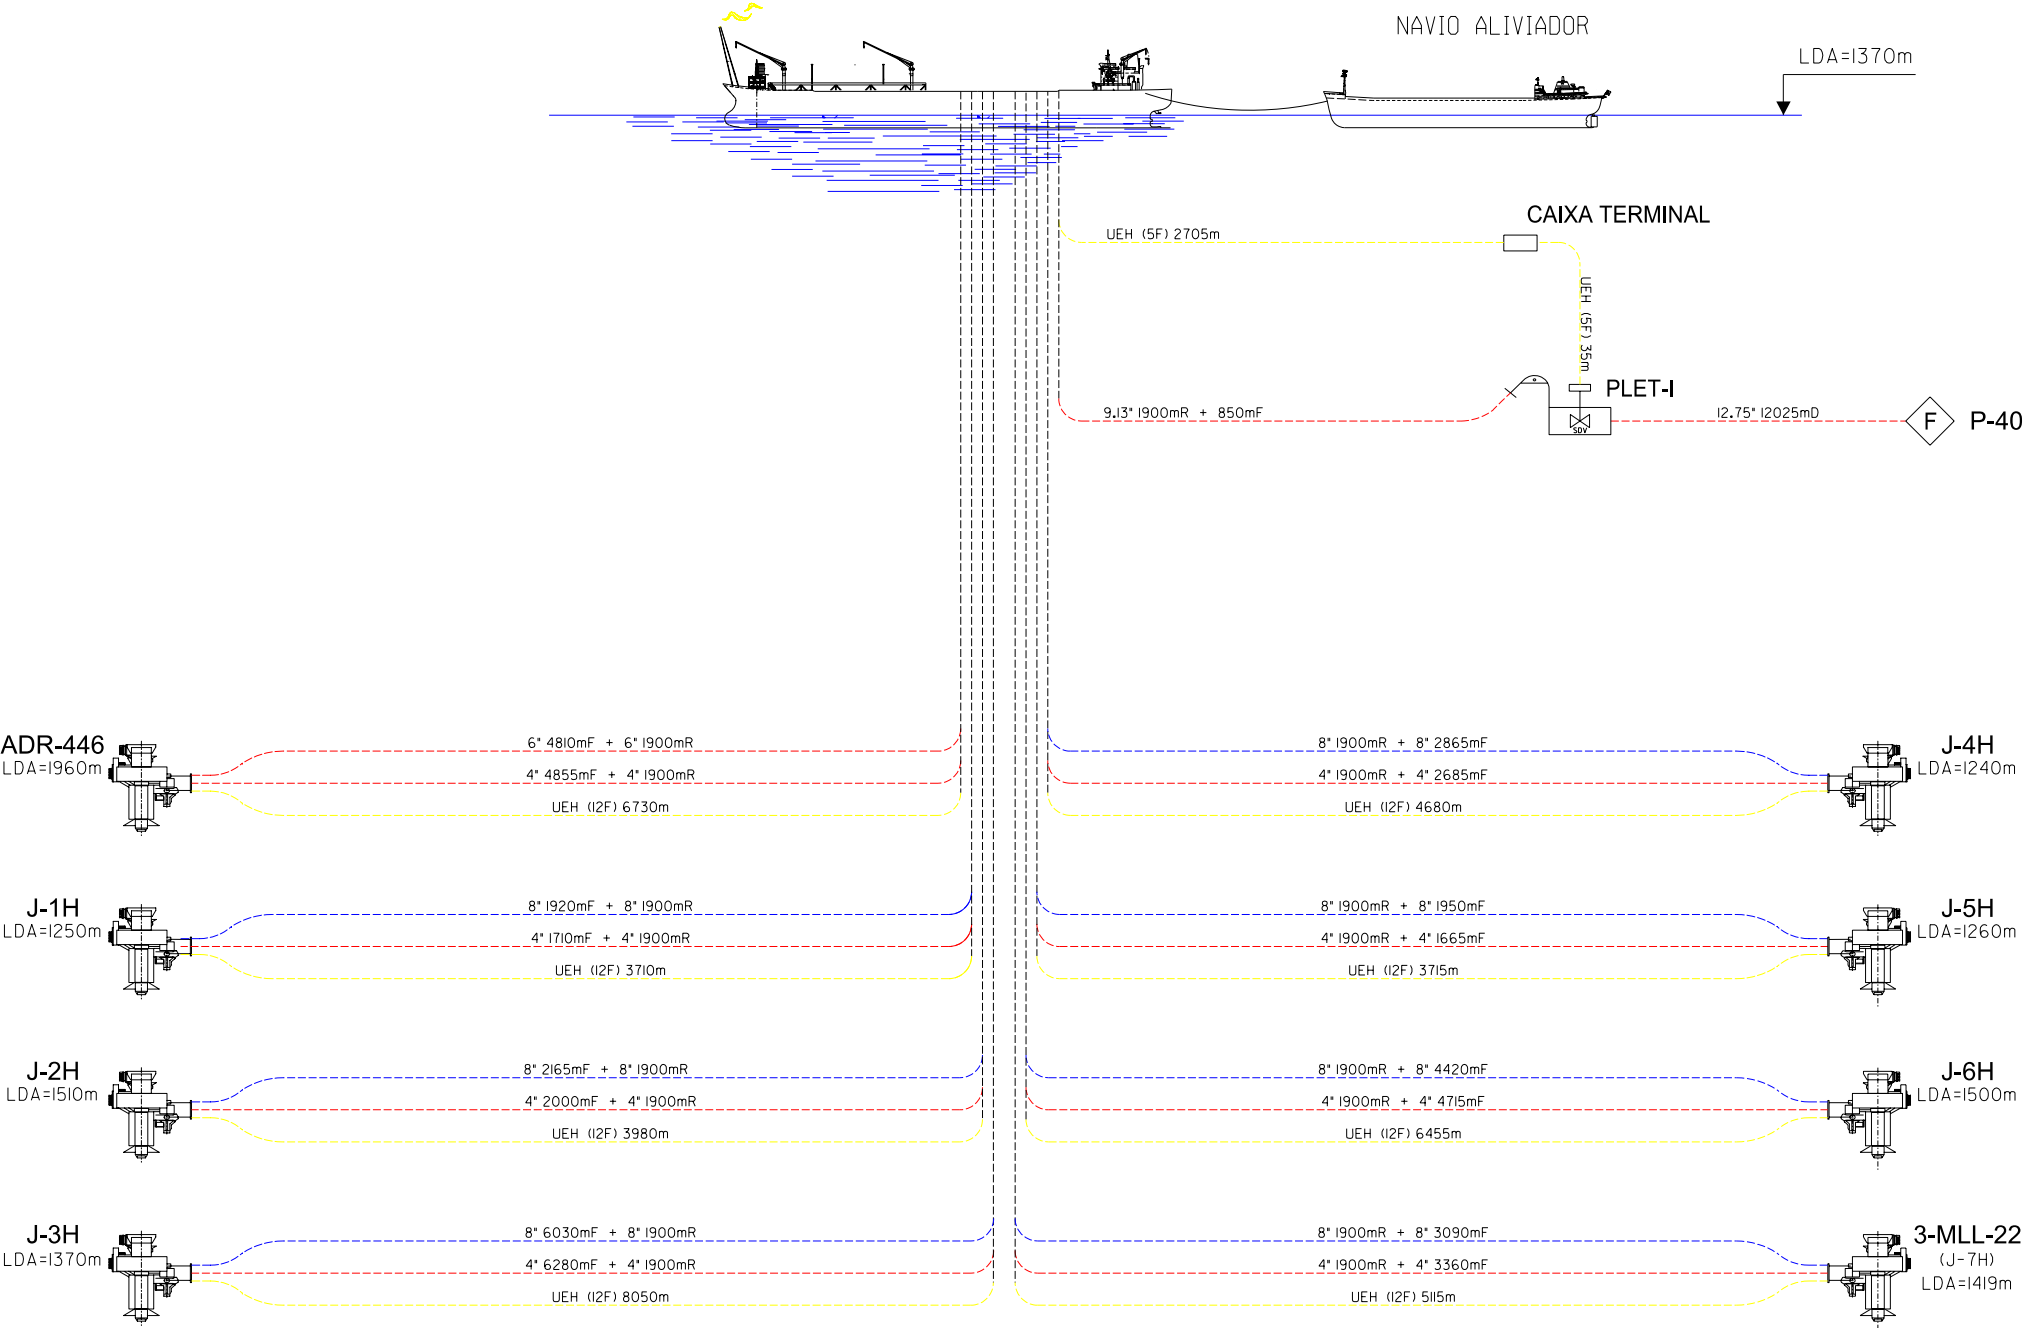 NAVIO ALIVIADOR
LDA=1370m
CAIXA TERMINAL
UEH (5F) 2705m
UEH (5F) 35m
PLET-I
9.13" 1900mR + 850mF
SDV
12.75" 12025mD
F
P-40
ADR-446
LDA=1960m
6" 4810mF + 6" 1900mR
4" 4855mF + 4" 1900mR
UEH (12F) 6730m
8" 1900mR + 8" 2865mF
4" 1900mR + 4" 2685mF
UEH (12F) 4680m
J-4H
LDA=1240m
J-1H
LDA=1250m
8" 1920mF + 8" 1900mR
4" 1710mF + 4" 1900mR
UEH (12F) 3710m
8" 1900mR + 8" 1950mF
4" 1900mR + 4" 1665mF
UEH (12F) 3715m
J-5H
LDA=1260m
J-2H
LDA=1510m
8" 2165mF + 8" 1900mR
4" 2000mF + 4" 1900mR
UEH (12F) 3980m
8" 1900mR + 8" 4420mF
4" 1900mR + 4" 4715mF
UEH (12F) 6455m
J-6H
LDA=1500m
J-3H
LDA=1370m
8" 6030mF + 8" 1900mR
4" 6280mF + 4" 1900mR
UEH (12F) 8050m
8" 1900mR + 8" 3090mF
4" 1900mR + 4" 3360mF
UEH (12F) 5115m
3-MLL-22
(J-7H)
LDA=1419m